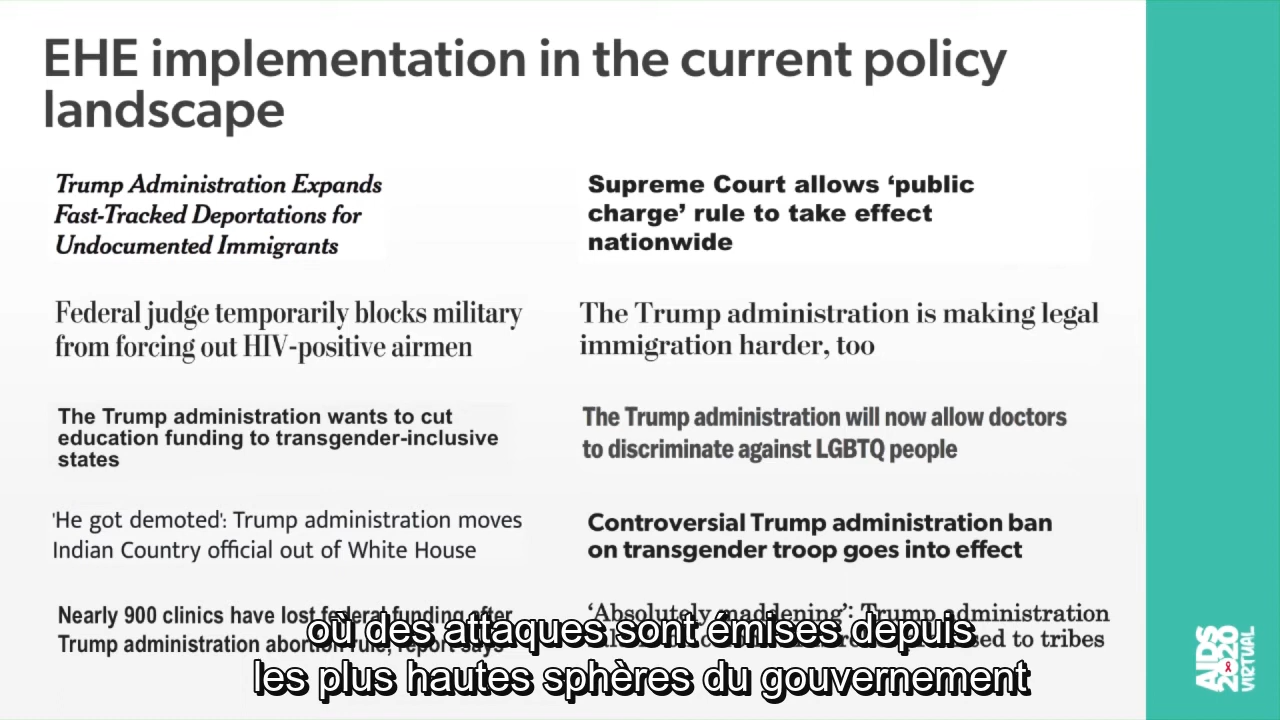 EHE implementation in the current policy
landscape
Trump Administration Expands
Fast-Tracked Deportations for
Undocumented Immigrants
Supreme Court allows ‘public
charge’ rule to take effect
nationwide
Federal judge temporarily blocks military
from forcing out HIV-positive airmen
The Trump administration is making legal
immigration harder, too
The Trump administration wants to cut
education funding to transgender-inclusive
states
The Trump administration will now allow doctors
to discriminate against LGBTQ people
'He got demoted': Trump administration moves
Indian Country official out of White House
Controversial Trump administration ban
on transgender troop goes into effect
Nearly 900 clinics have lost federal funding after
Trump administration abortion rule, report says
‘Absolutely maddening’: Trump administration
to tribes
où des attaques sont émises depuis
les plus hautes sphères du gouvernement
AIDS
2020
VIRTUAL